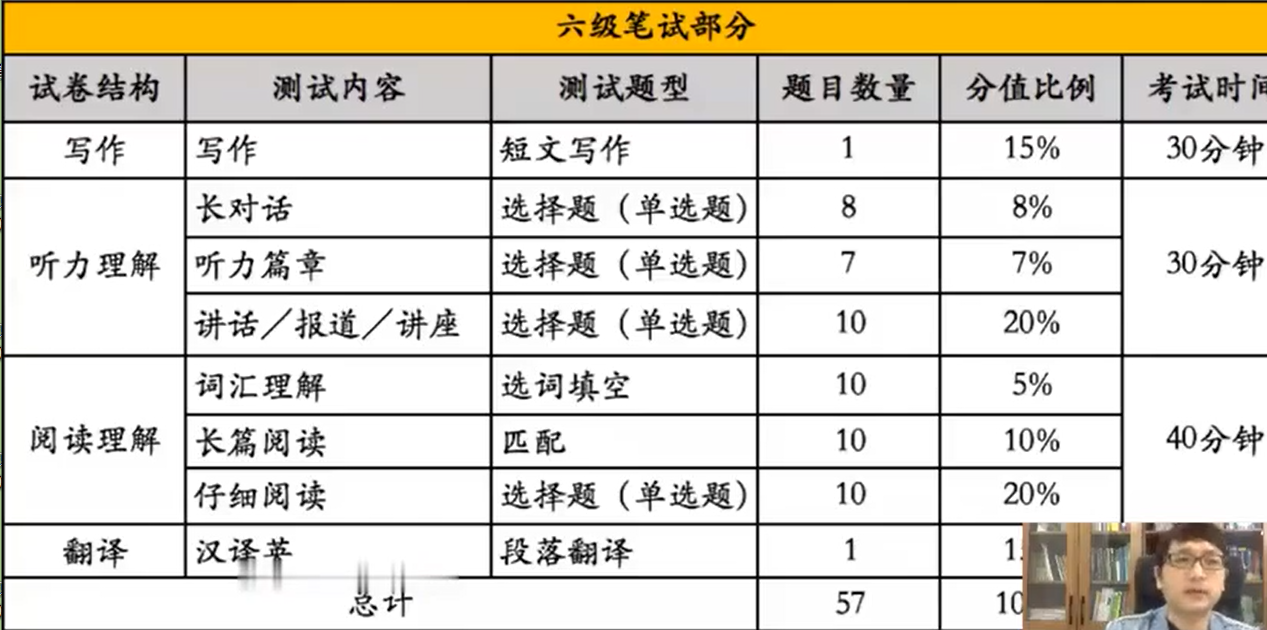 六级笔试部分
试卷结构 测试内容 测试题型 题目数量 分值比例 考试时间
写作 写作 短文写作 1 15% 30分钟
听力理解 长对话 选择题（单选题） 8 8% 30分钟
听力篇章 选择题（单选题） 7 7%
讲话／报道／讲座 选择题（单选题） 10 20%
阅读理解 词汇理解 选词填空 10 5% 40分钟
长篇阅读 匹配 10 10%
仔细阅读 选择题（单选题） 10 20%
翻译 汉译英 段落翻译 1
总计 57